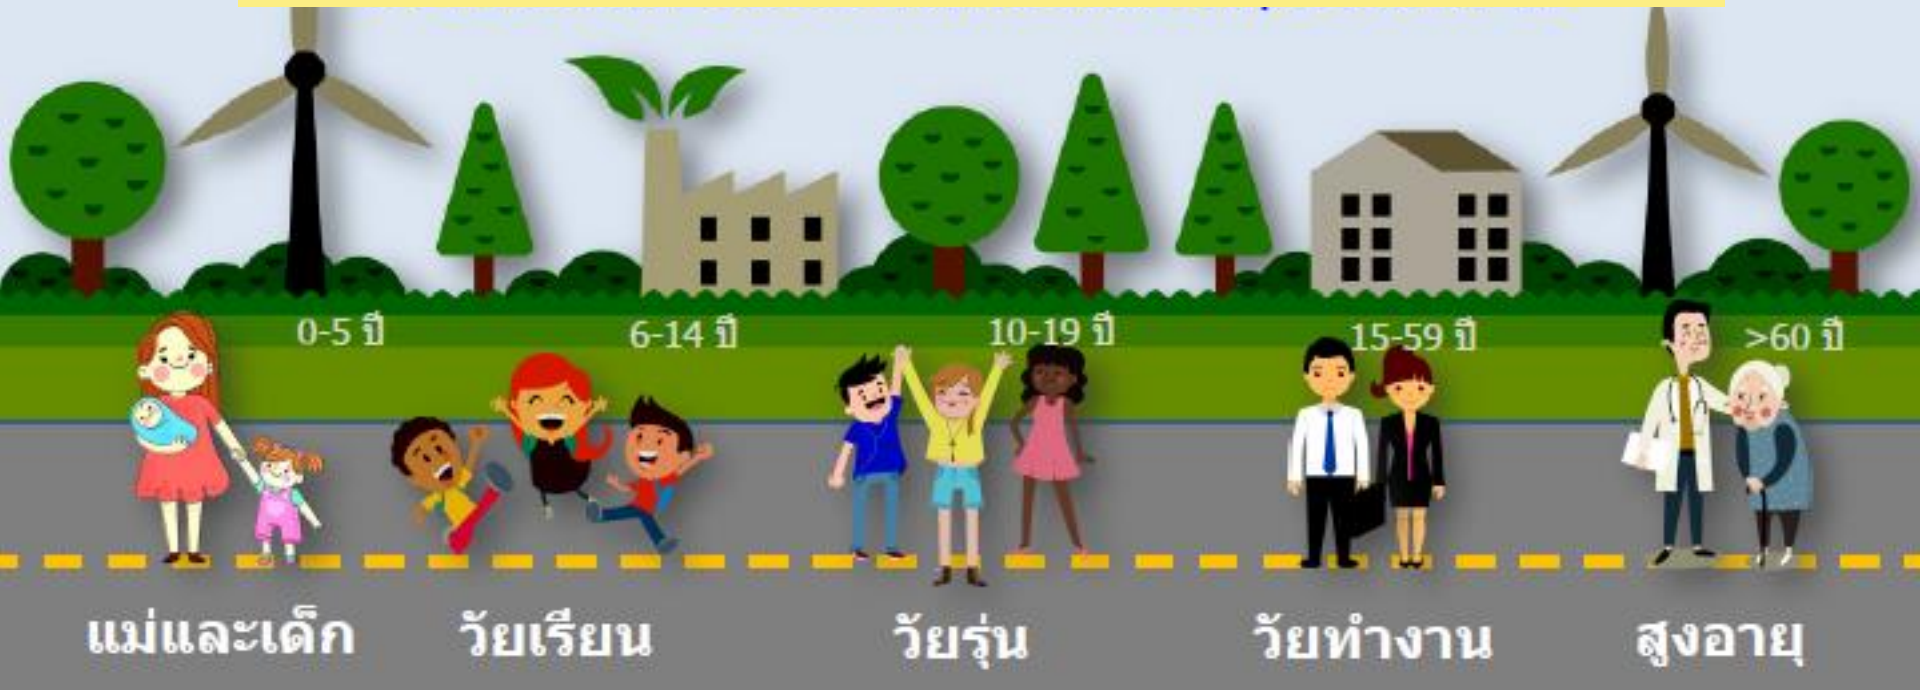 0-5 ปี
6-14 ปี
10-19 ปี
15-59 ปี
>60 ปี
แม่และเด็ก
วัยเรียน
วัยรุ่น
วัยทำงาน
สูงอายุ